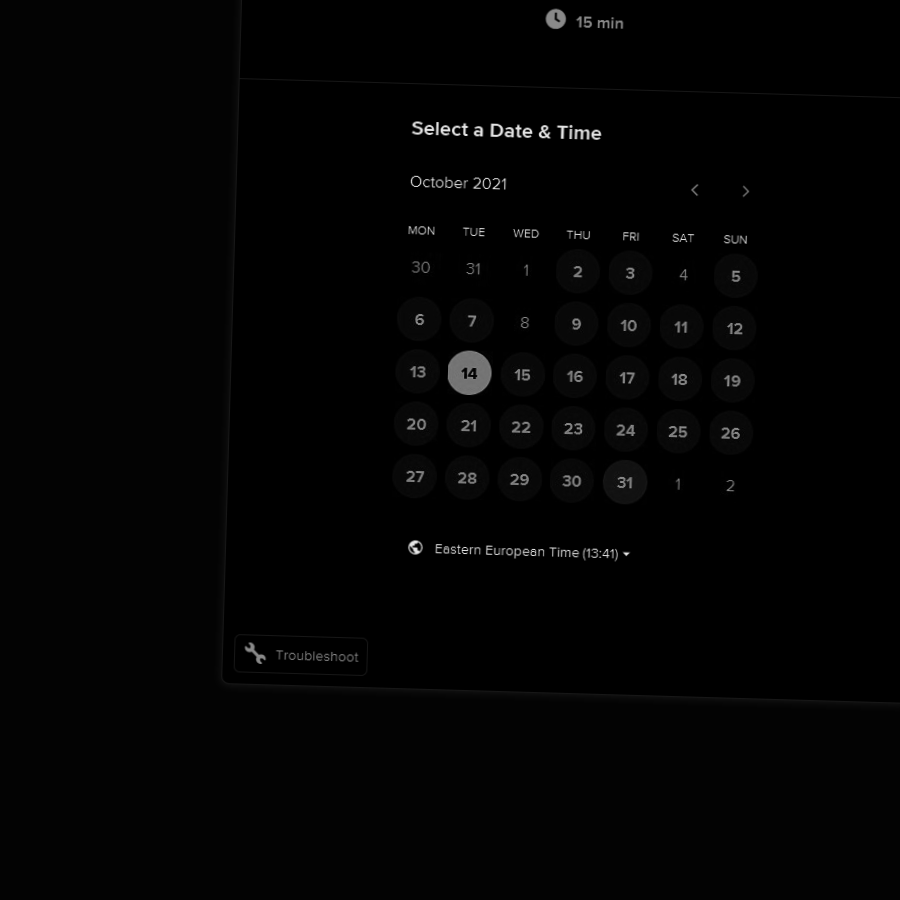 15 min
Select a Date & Time
October 2021
MON TUE WED THU FRI SAT SUN
30 31 1 2 3 4 5
6 7 8 9 10 11 12
13 14 15 16 17 18 19
20 21 22 23 24 25 26
27 28 29 30 31 1 2
Eastern European Time (13:41)
Troubleshoot